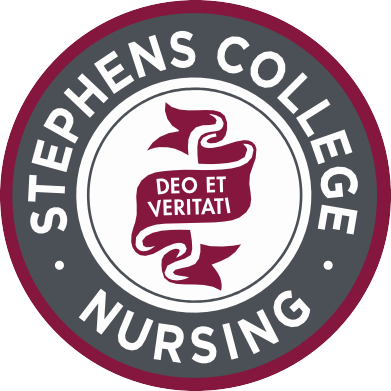 STEPHENS COLLEGE
DEO ET
VERITATI
NURSING